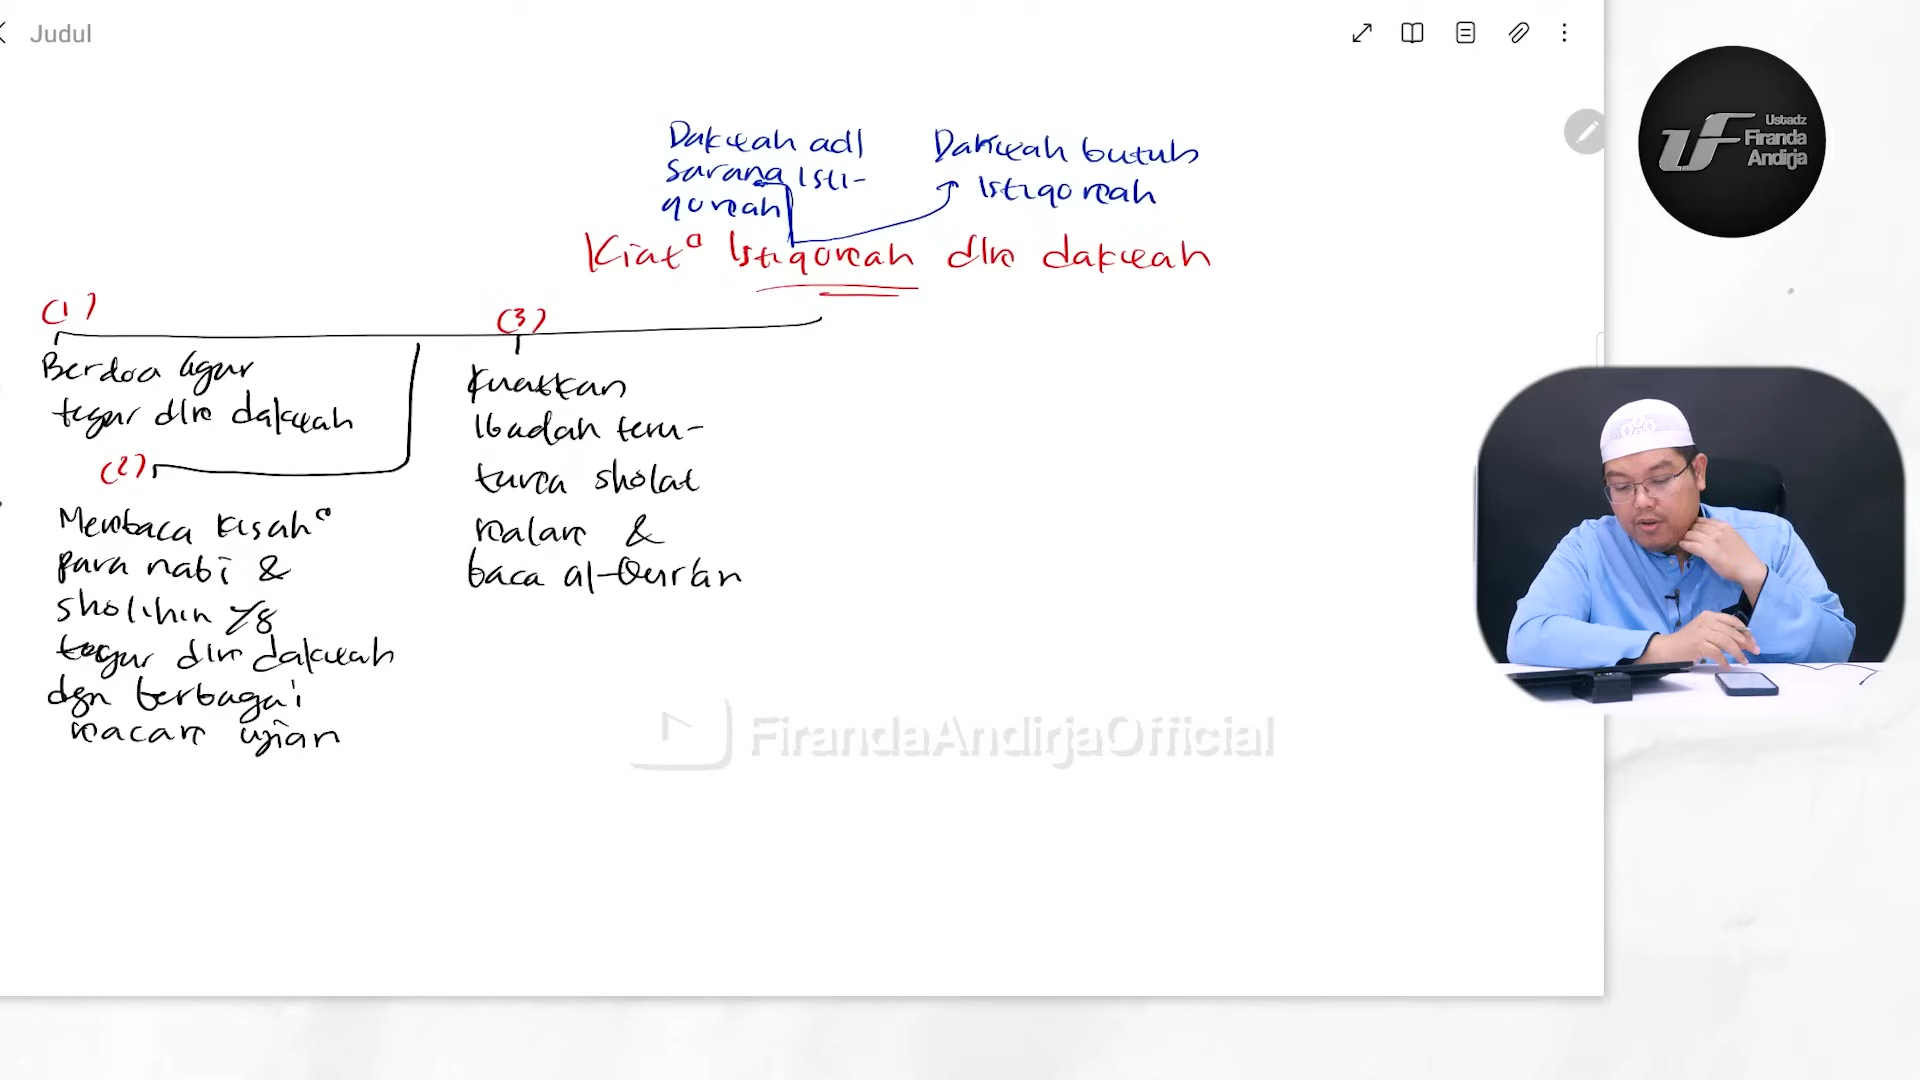 Judul
Ustadz
Firanda
Andirja
Dakwah adl
sarana isti-
qomah
Dakwah butuh
istiqomah
Kiat² Istiqomah dlm dakwah
(1)
Berdoa agar
tegar dlm dakwah
(2)
Membaca kisah²
para nabi &
sholihin yg
tegar dlm dakwah
dgn berbagai
macam ujian
(3)
Kuatkan
Ibadah teru-
tama sholat
malam &
baca al-Qur'an
FirandaAndirjaOfficial